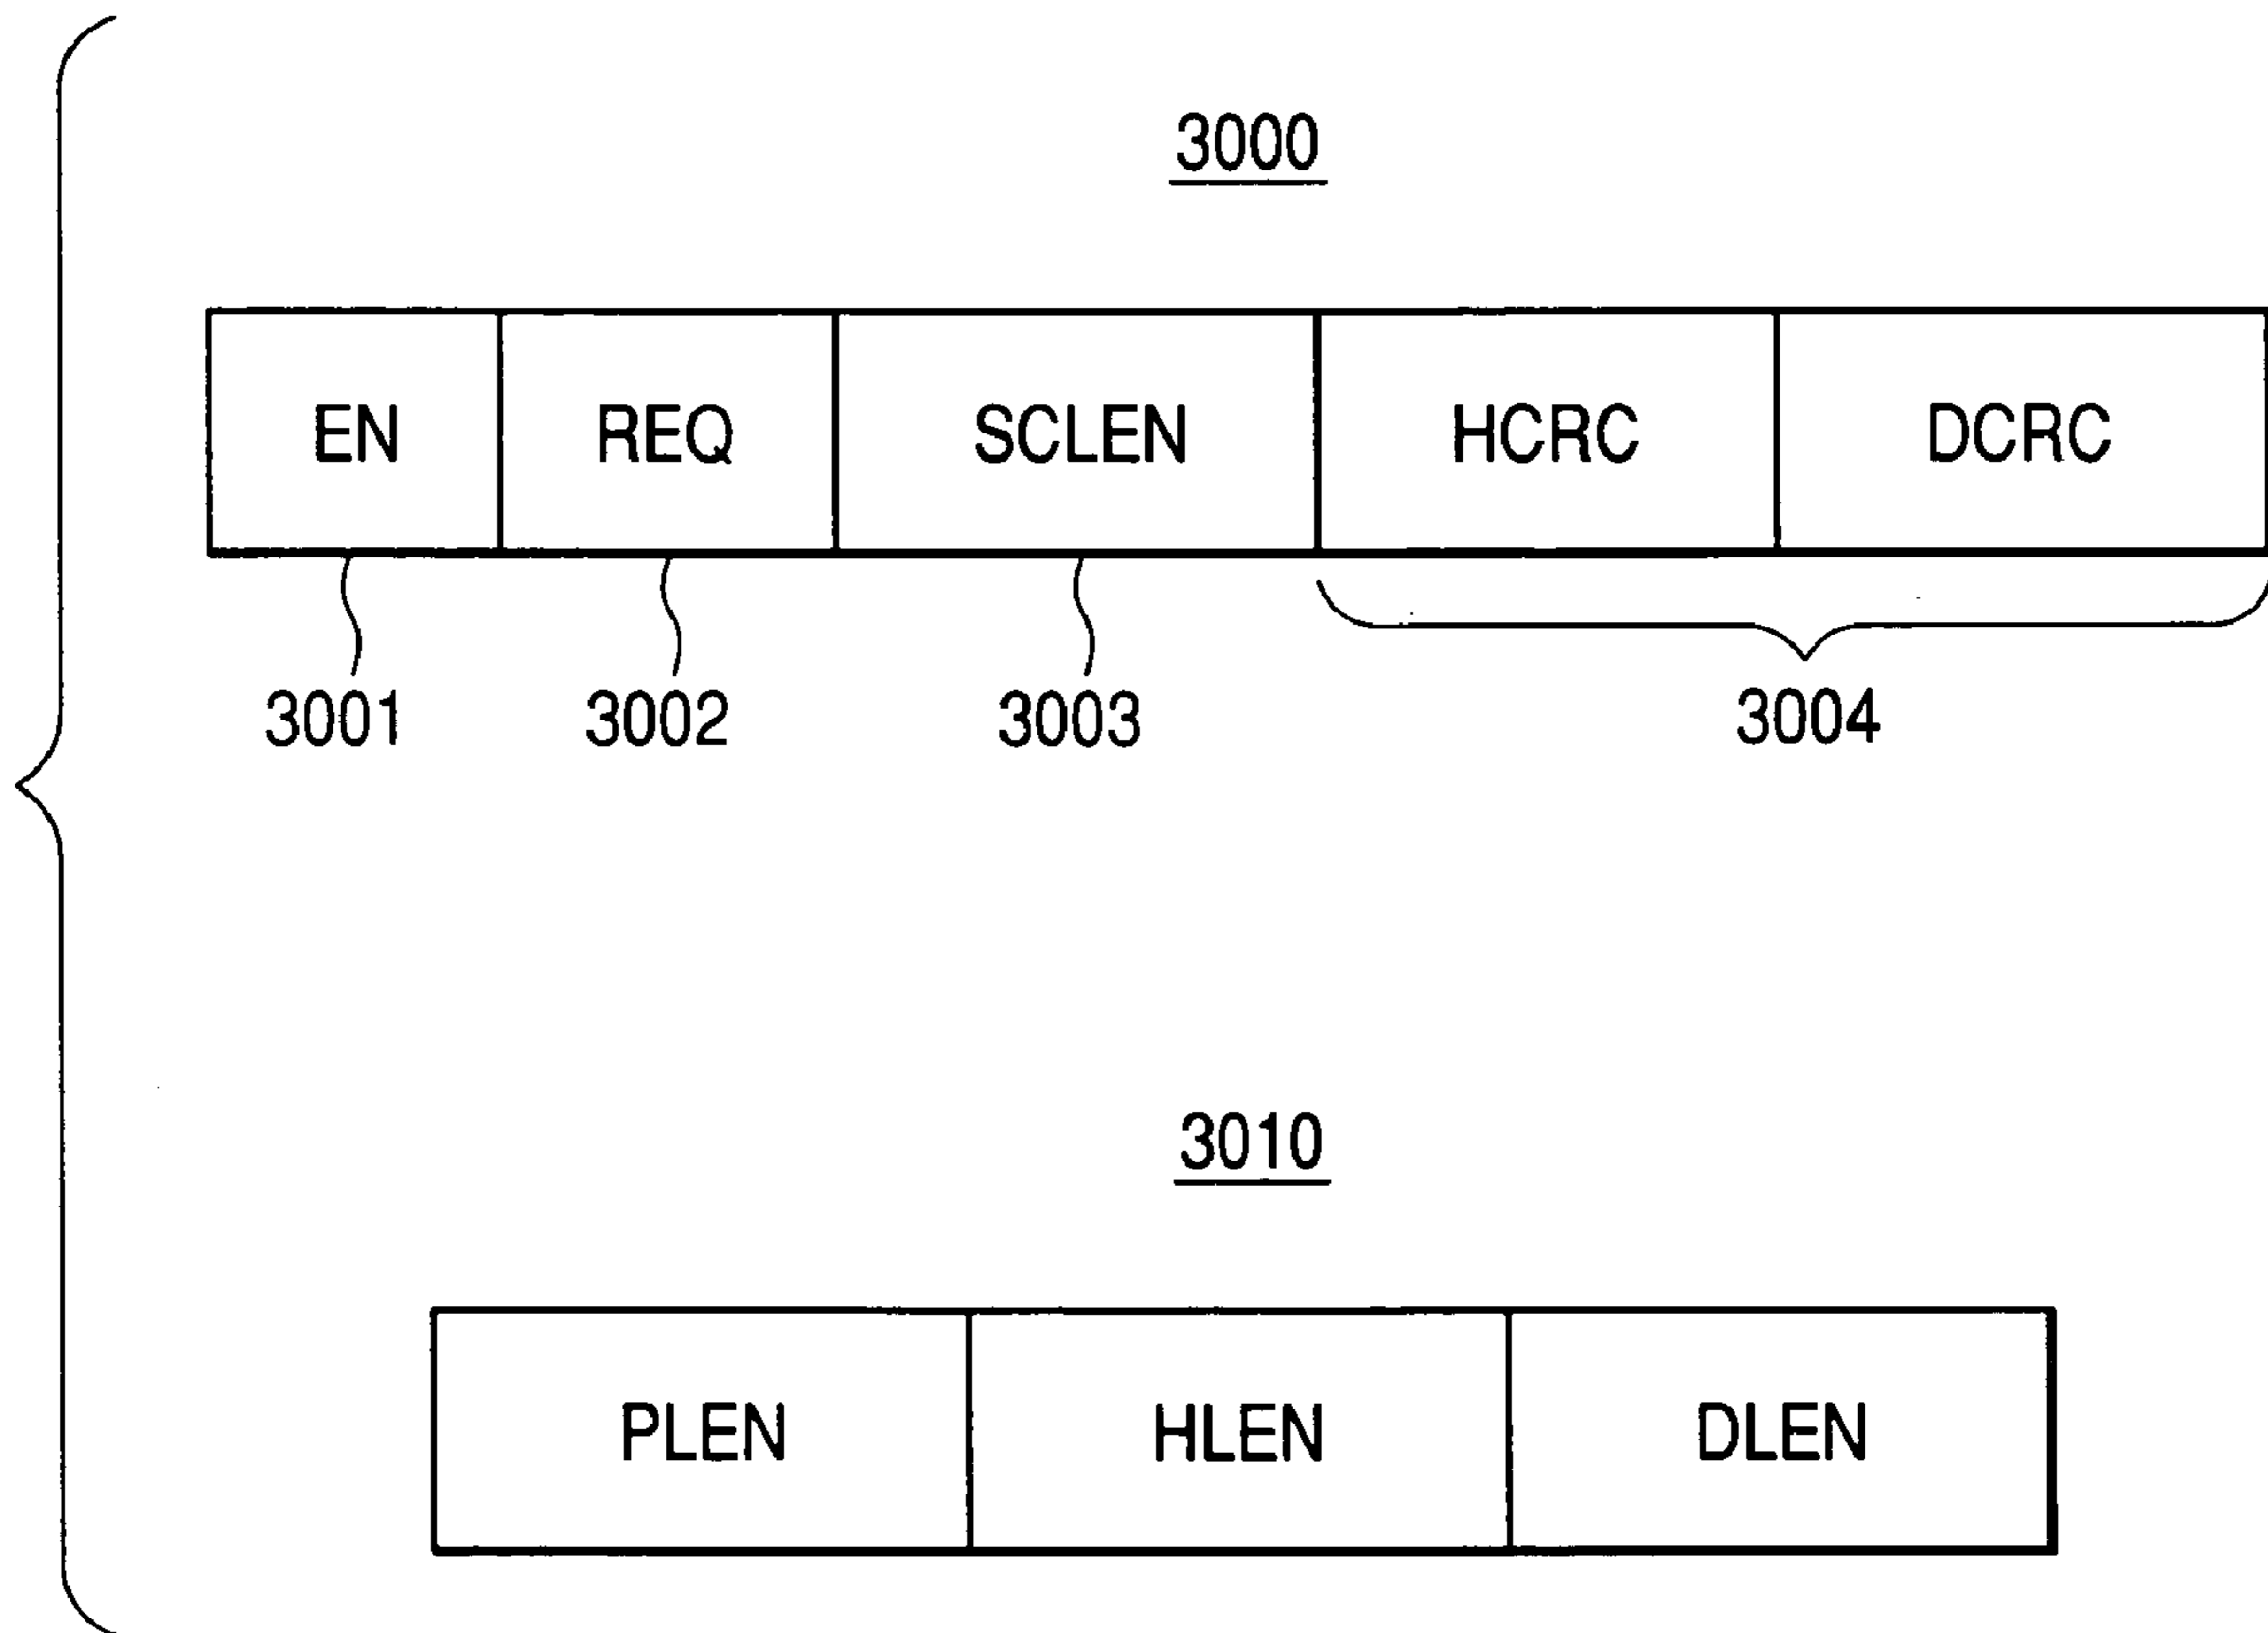 3000
EN REQ SCLEN HCRC DCRC
3001 3002 3003 3004
3010
PLEN HLEN DLEN